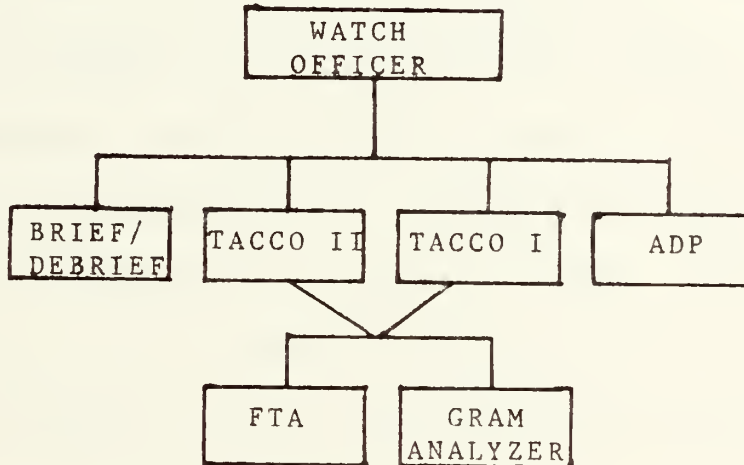 WATCH
OFFICER
BRIEF/
DEBRIEF
TACCO II
TACCO I
ADP
FTA
GRAM
ANALYZER